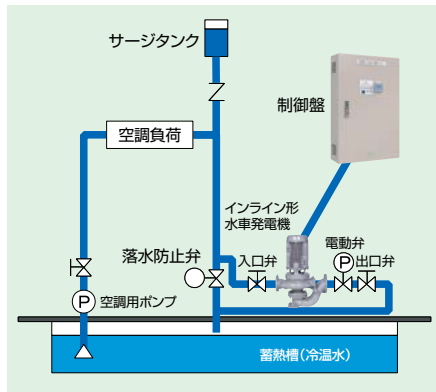 サージタンク
制御盤
空調負荷
インライン形
水車発電機
電動弁
落水防止弁
入口弁
P
出口弁
P
空調用ポンプ
蓄熱槽(冷温水)